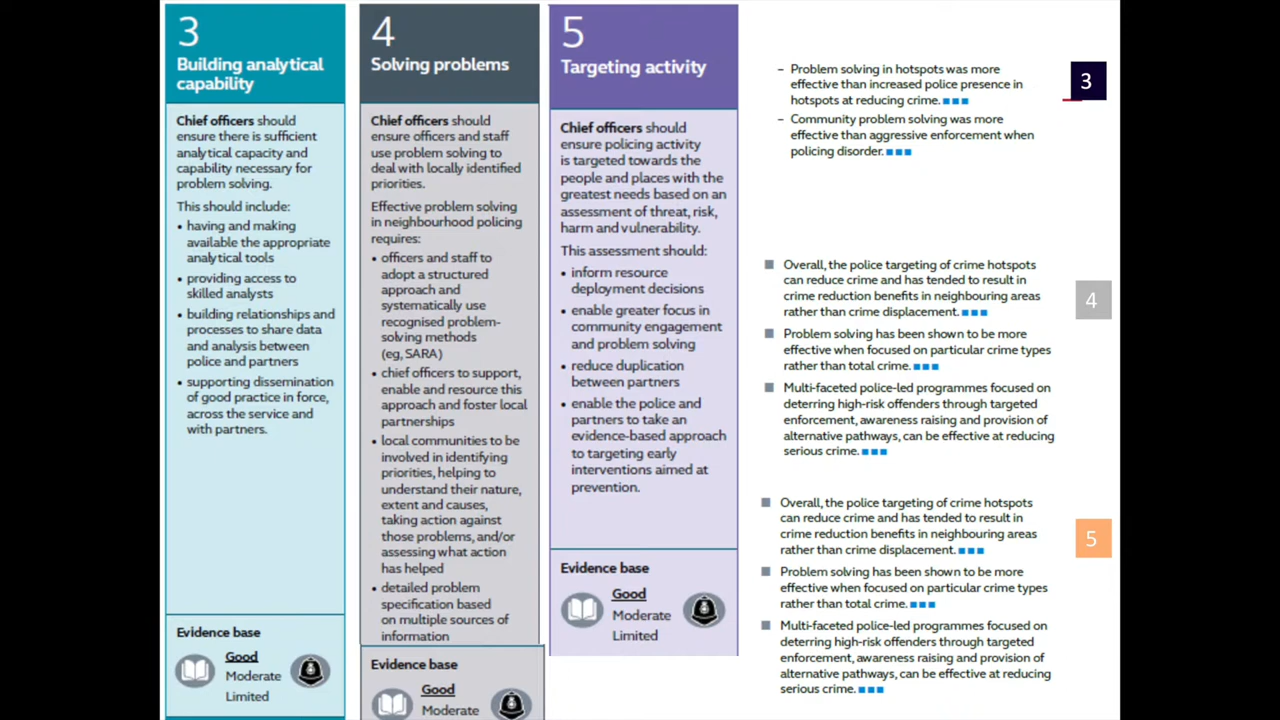 3
Building analytical
capability
Chief officers should
ensure there is sufficient
analytical capacity and
capability necessary for
problem solving.
This should include:
• having and making
available the appropriate
analytical tools
• providing access to
skilled analysts
• building relationships and
processes to share data
and analysis between
police and partners
• supporting dissemination
of good practice in force,
across the service and
with partners.
Evidence base
Good
Moderate
Limited
4
Solving problems
Chief officers should
ensure officers and staff
use problem solving to
deal with locally identified
priorities.
Effective problem solving
in neighbourhood policing
requires:
• officers and staff to
adopt a structured
approach and
systematically use
recognised problem-
solving methods
(eg, SARA)
• chief officers to support,
enable and resource this
approach and foster local
partnerships
• local communities to be
involved in identifying
priorities, helping to
understand their nature,
extent and causes,
taking action against
those problems, and/or
assessing what action
has helped
• detailed problem
specification based
on multiple sources of
information
Evidence base
Good
Moderate
5
Targeting activity
Chief officers should
ensure policing activity
is targeted towards the
people and places with the
greatest needs based on an
assessment of threat, risk,
harm and vulnerability.
This assessment should:
• inform resource
deployment decisions
• enable greater focus in
community engagement
and problem solving
• reduce duplication
between partners
• enable the police and
partners to take an
evidence-based approach
to targeting early
interventions aimed at
prevention.
Evidence base
Good
Moderate
Limited
– Problem solving in hotspots was more
effective than increased police presence in
hotspots at reducing crime. ■■■
– Community problem solving was more
effective than aggressive enforcement when
policing disorder. ■■■
3
■ Overall, the police targeting of crime hotspots
can reduce crime and has tended to result in
crime reduction benefits in neighbouring areas
rather than crime displacement. ■■■
■ Problem solving has been shown to be more
effective when focused on particular crime types
rather than total crime. ■■■
■ Multi-faceted police-led programmes focused on
deterring high-risk offenders through targeted
enforcement, awareness raising and provision of
alternative pathways, can be effective at reducing
serious crime. ■■■
4
■ Overall, the police targeting of crime hotspots
can reduce crime and has tended to result in
crime reduction benefits in neighbouring areas
rather than crime displacement. ■■■
■ Problem solving has been shown to be more
effective when focused on particular crime types
rather than total crime. ■■■
■ Multi-faceted police-led programmes focused on
deterring high-risk offenders through targeted
enforcement, awareness raising and provision of
alternative pathways, can be effective at reducing
serious crime. ■■■
5